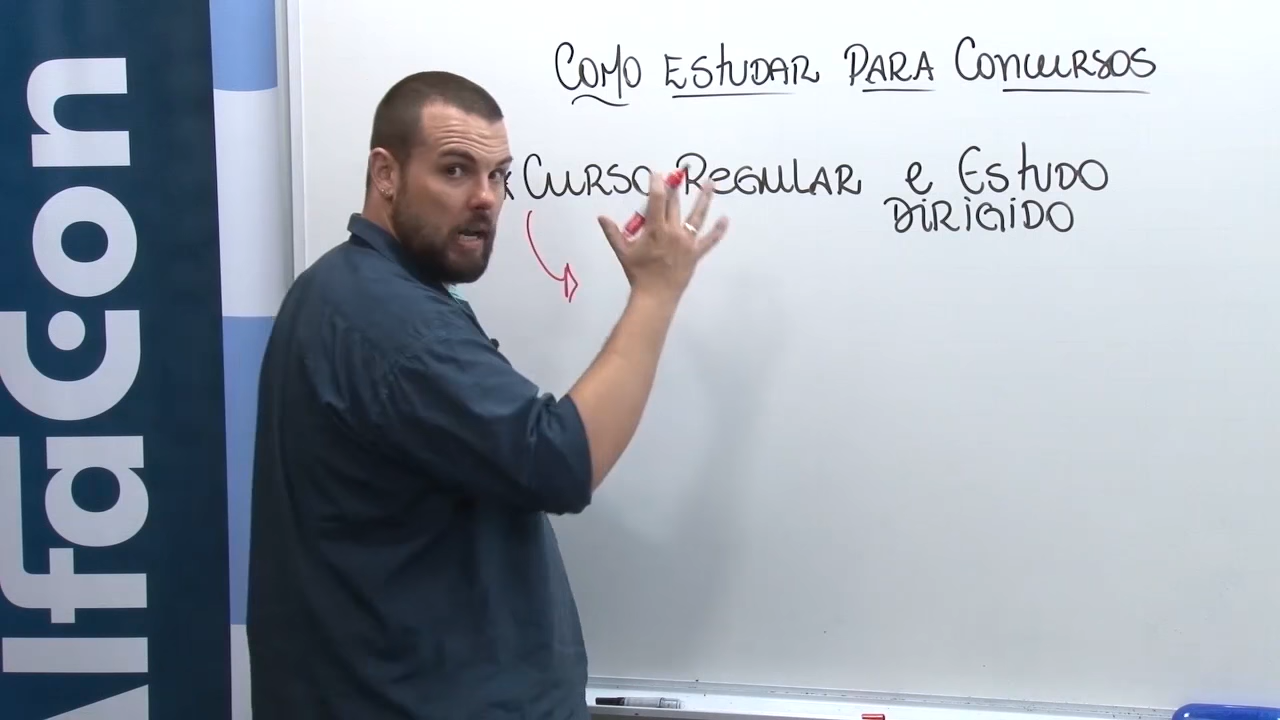 COMO ESTUDAR PARA CONCURSOS
CURSO REGULAR e ESTUDO
DIRIGIDO
AlfaCon